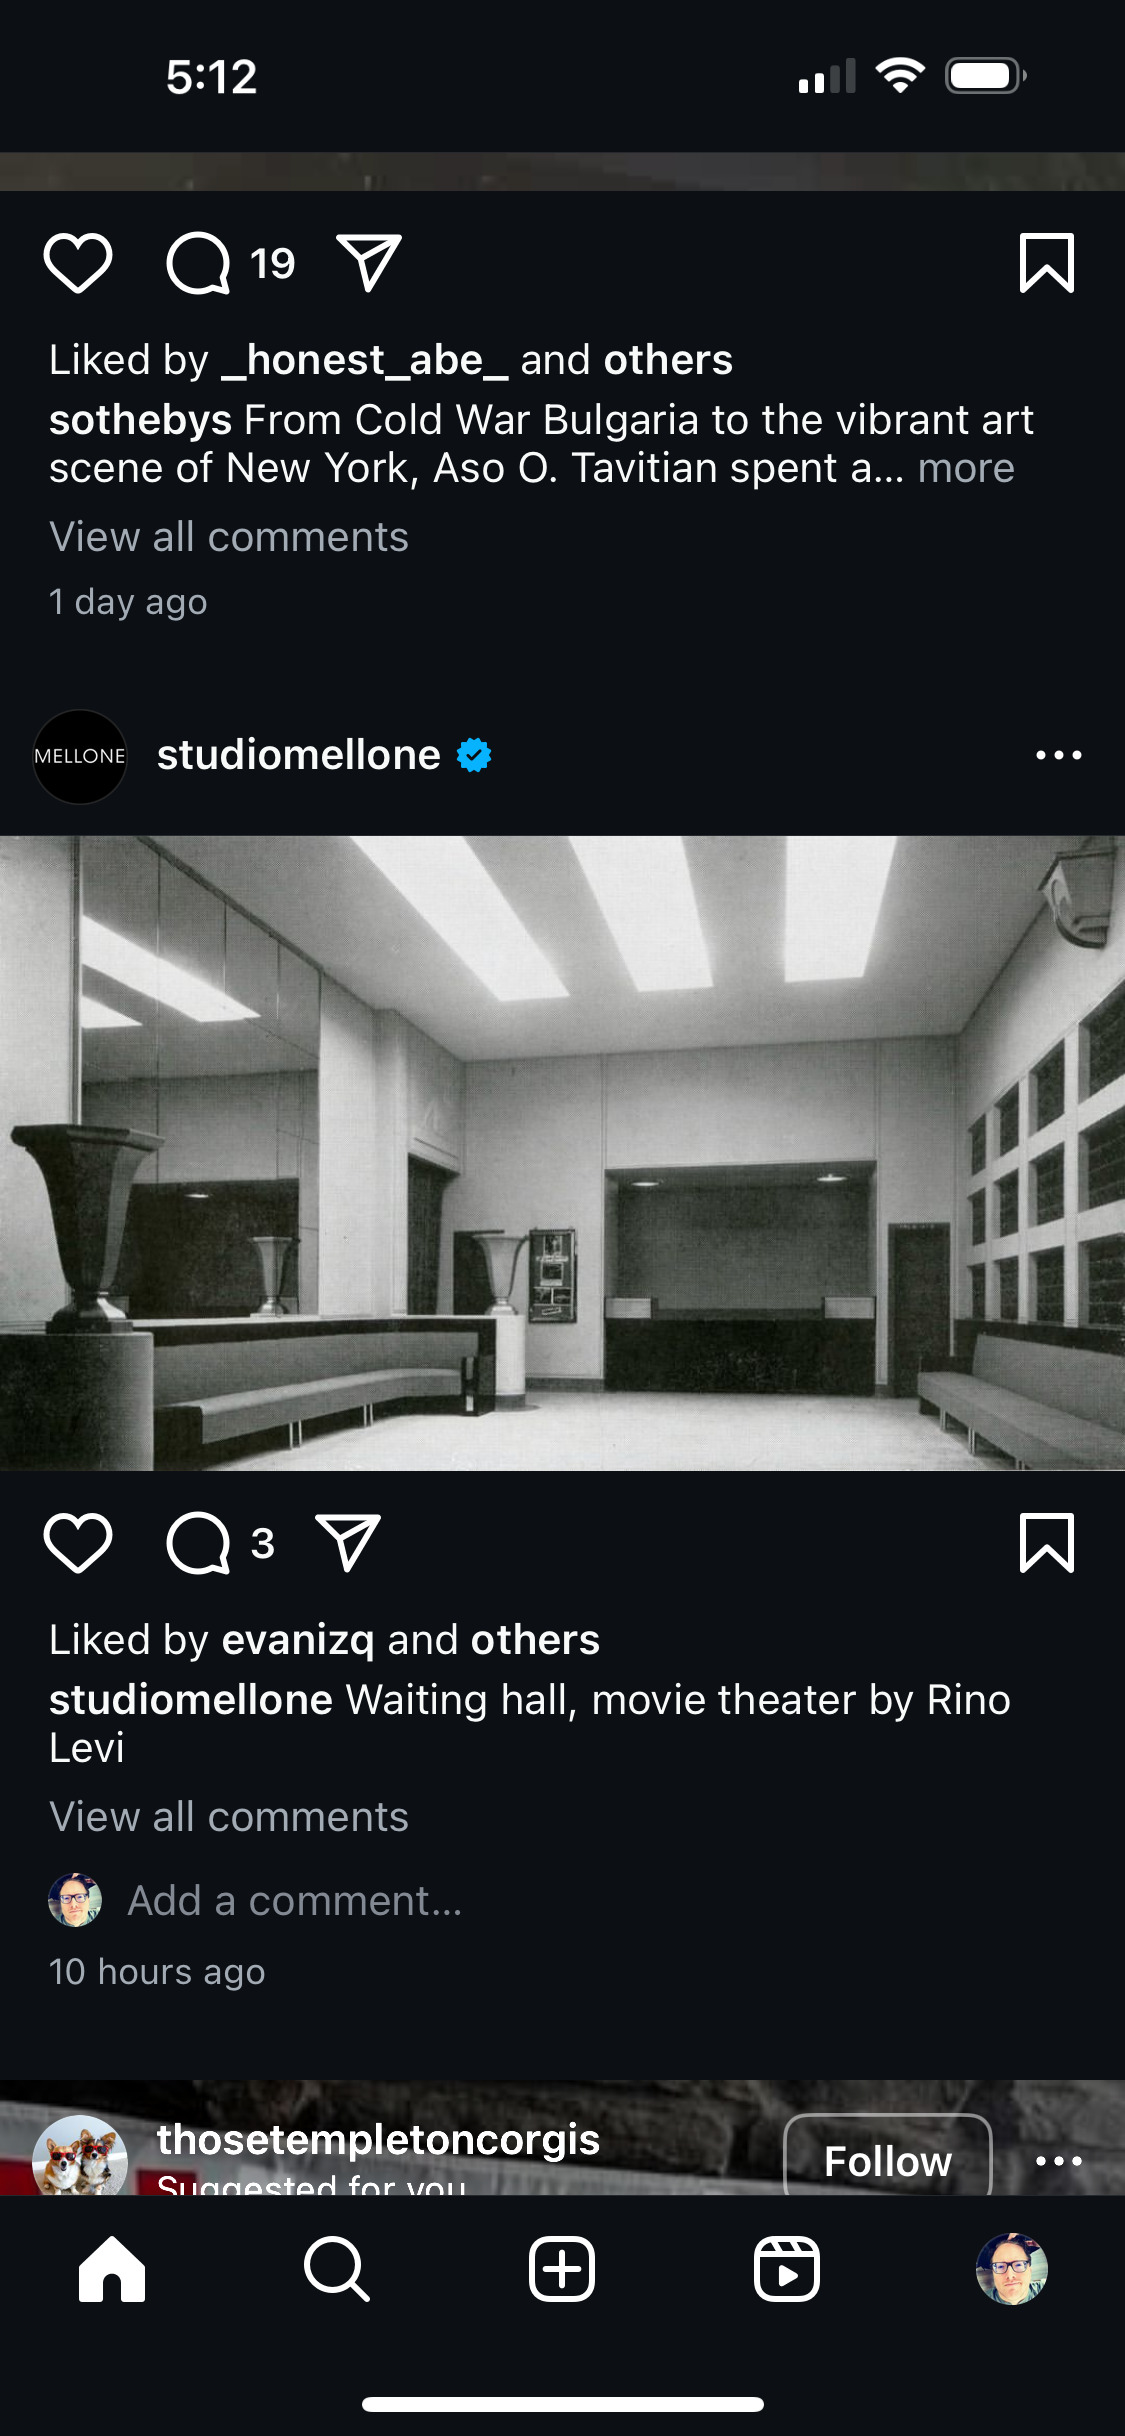 5:12
19
Liked by _honest_abe_ and others
sothebys From Cold War Bulgaria to the vibrant art
scene of New York, Aso O. Tavitian spent a... more
View all comments
1 day ago
MELLONE
studiomellone
3
Liked by evanizq and others
studiomellone Waiting hall, movie theater by Rino
Levi
View all comments
Add a comment...
10 hours ago
thosetempletoncorgis
Suggested for you
Follow